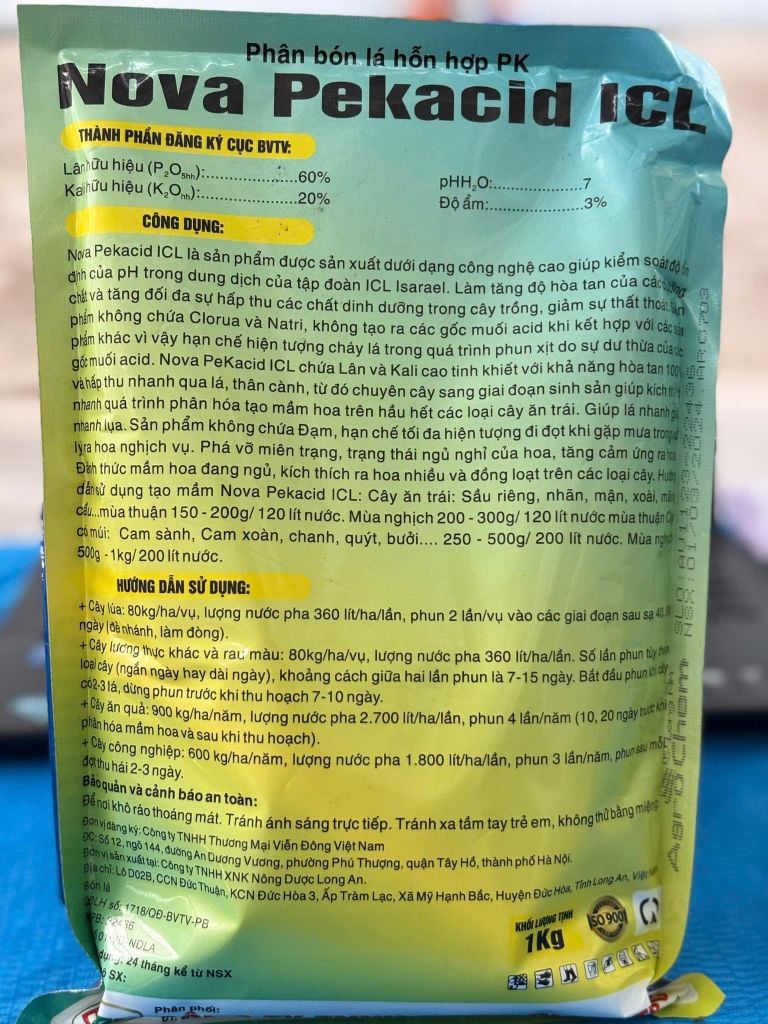 Phân bón lá hỗn hợp PK
Nova Pekacid ICL
THÀNH PHẦN ĐĂNG KÝ CỤC BVTV:
Lân hữu hiệu (P₂O₅hh):.....................60%
Kali hữu hiệu (K₂Ohh):......................20%
pHH₂O:................7
Độ ẩm:.................3%
CÔNG DỤNG:
Nova Pekacid ICL là sản phẩm được sản xuất dưới dạng công nghệ cao giúp kiểm soát độ ổn
định của pH trong dung dịch của tập đoàn ICL Isarael. Làm tăng độ hòa tan của các
chất và tăng đối đa sự hấp thu các chất dinh dưỡng trong cây trồng, giảm sự thất thoát.
phẩm không chứa Clorua và Natri, không tạo ra các gốc muối acid khi kết hợp với các sản
phẩm khác vì vậy hạn chế hiện tượng cháy lá trong quá trình phun xịt do sự dư thừa của các
gốc muối acid. Nova PeKacid ICL chứa Lân và Kali cao tinh khiết với khả năng hòa tan 100%
và hấp thu nhanh qua lá, thân cành, từ đó chuyên cây sang giai đoạn sinh sản giúp kích thích
nhanh quá trình phân hóa tạo mầm hoa trên hầu hết các loại cây ăn trái. Giúp lá nhanh già
nhanh lụa. Sản phẩm không chứa Đạm, hạn chế tối đa hiện tượng đi đọt khi gặp mưa trong
lý ra hoa nghịch vụ. Phá vỡ miên trạng, trạng thái ngủ nghỉ của hoa, tăng cảm ứng ra hoa
Đánh thức mầm hoa đang ngủ, kích thích ra hoa nhiều và đồng loạt trên các loại cây. Hướng
dẫn sử dụng tạo mầm Nova Pekacid ICL: Cây ăn trái: Sầu riêng, nhãn, mận, xoài, mãng
cầu...mùa thuận 150 - 200g/ 120 lít nước. Mùa nghịch 200 - 300g/ 120 lít nước mùa thuận Cây
có múi: Cam sành, Cam xoàn, chanh, quýt, bưởi.... 250 - 500g/ 200 lít nước. Mùa nghịch
500g - 1kg/ 200 lít nước.
HƯỚNG DẪN SỬ DỤNG:
+ Cây lúa: 80kg/ha/vụ, lượng nước pha 360 lít/ha/lần, phun 2 lần/vụ vào các giai đoạn sau sạ 40,
ngày (đẻ nhánh, làm đòng).
+ Cây lương thực khác và rau màu: 80kg/ha/vụ, lượng nước pha 360 lít/ha/lần. Số lần phun tùy theo
loại cây (ngắn ngày hay dài ngày), khoảng cách giữa hai lần phun là 7-15 ngày. Bắt đầu phun khi cây
có 2-3 lá, dừng phun trước khi thu hoạch 7-10 ngày.
+ Cây ăn quả: 900 kg/ha/năm, lượng nước pha 2.700 lít/ha/lần, phun 4 lần/năm (10, 20 ngày trước khi
phân hóa mầm hoa và sau khi thu hoạch).
+ Cây công nghiệp: 600 kg/ha/năm, lượng nước pha 1.800 lít/ha/lần, phun 3 lần/năm, phun sau mỗi
đợt thu hái 2-3 ngày.
Bảo quản và cảnh báo an toàn:
Để nơi khô ráo thoáng mát. Tránh ánh sáng trực tiếp. Tránh xa tầm tay trẻ em, không thử bằng miệng.
Đơn vị đăng ký: Công ty TNHH Thương Mại Viễn Đông Việt Nam
ĐC: Số 12, ngõ 144, đường An Dương Vương, phường Phú Thượng, quận Tây Hồ, thành phố Hà Nội.
Đơn vị sản xuất tại: Công ty TNHH XNK Nông Dược Long An.
Địa chỉ: Lô D02B, CCN Đức Thuận, KCN Đức Hòa 3, Ấp Tràm Lạc, Xã Mỹ Hạnh Bắc, Huyện Đức Hòa, Tỉnh Long An, Việt Nam
Bón lá
số: 1718/QĐ-BVTV-PB
NDLA
dụng: 24 tháng kể từ NSX
SX:
KHỐI LƯỢNG TỊNH
1Kg
ISO 9001
Phân phối:
Agrochem